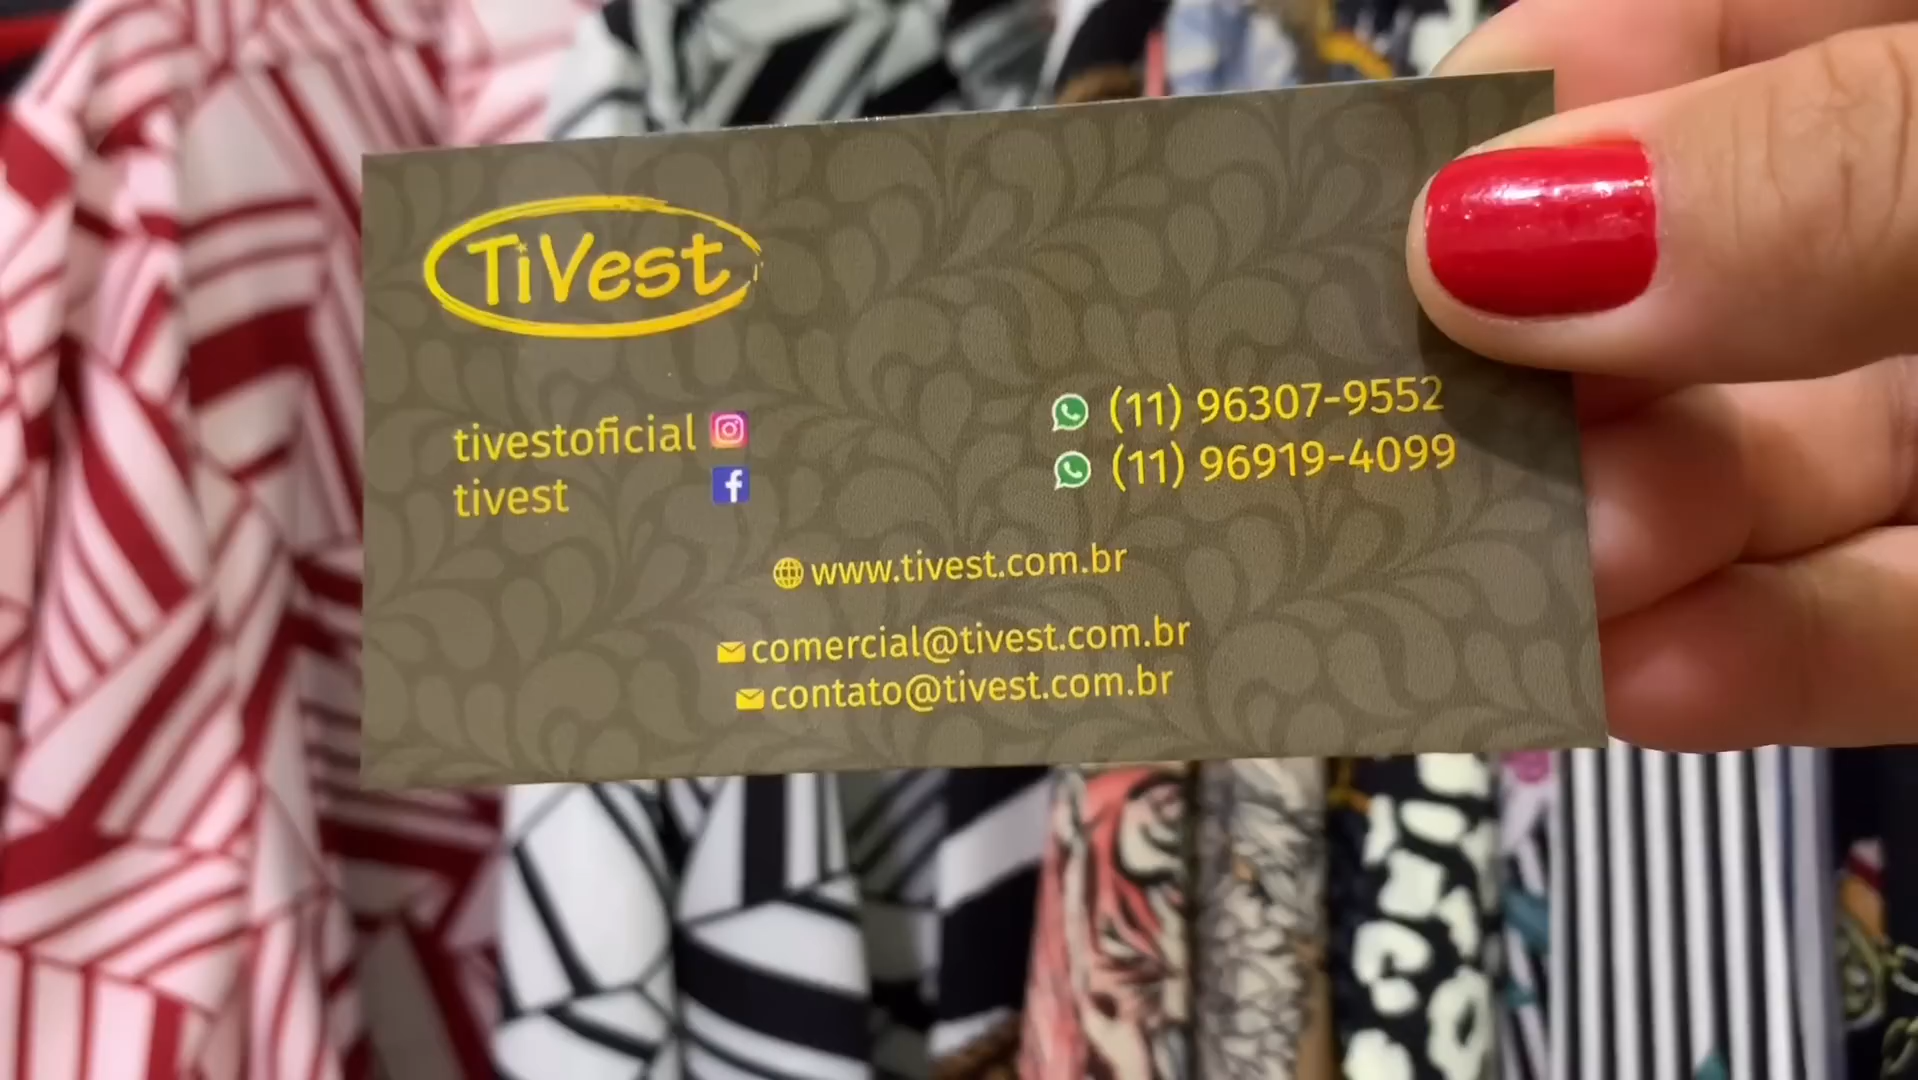 TiVest
tivestoficial
tivest
(11) 96307-9552
(11) 96919-4099
www.tivest.com.br
comercial@tivest.com.br
contato@tivest.com.br